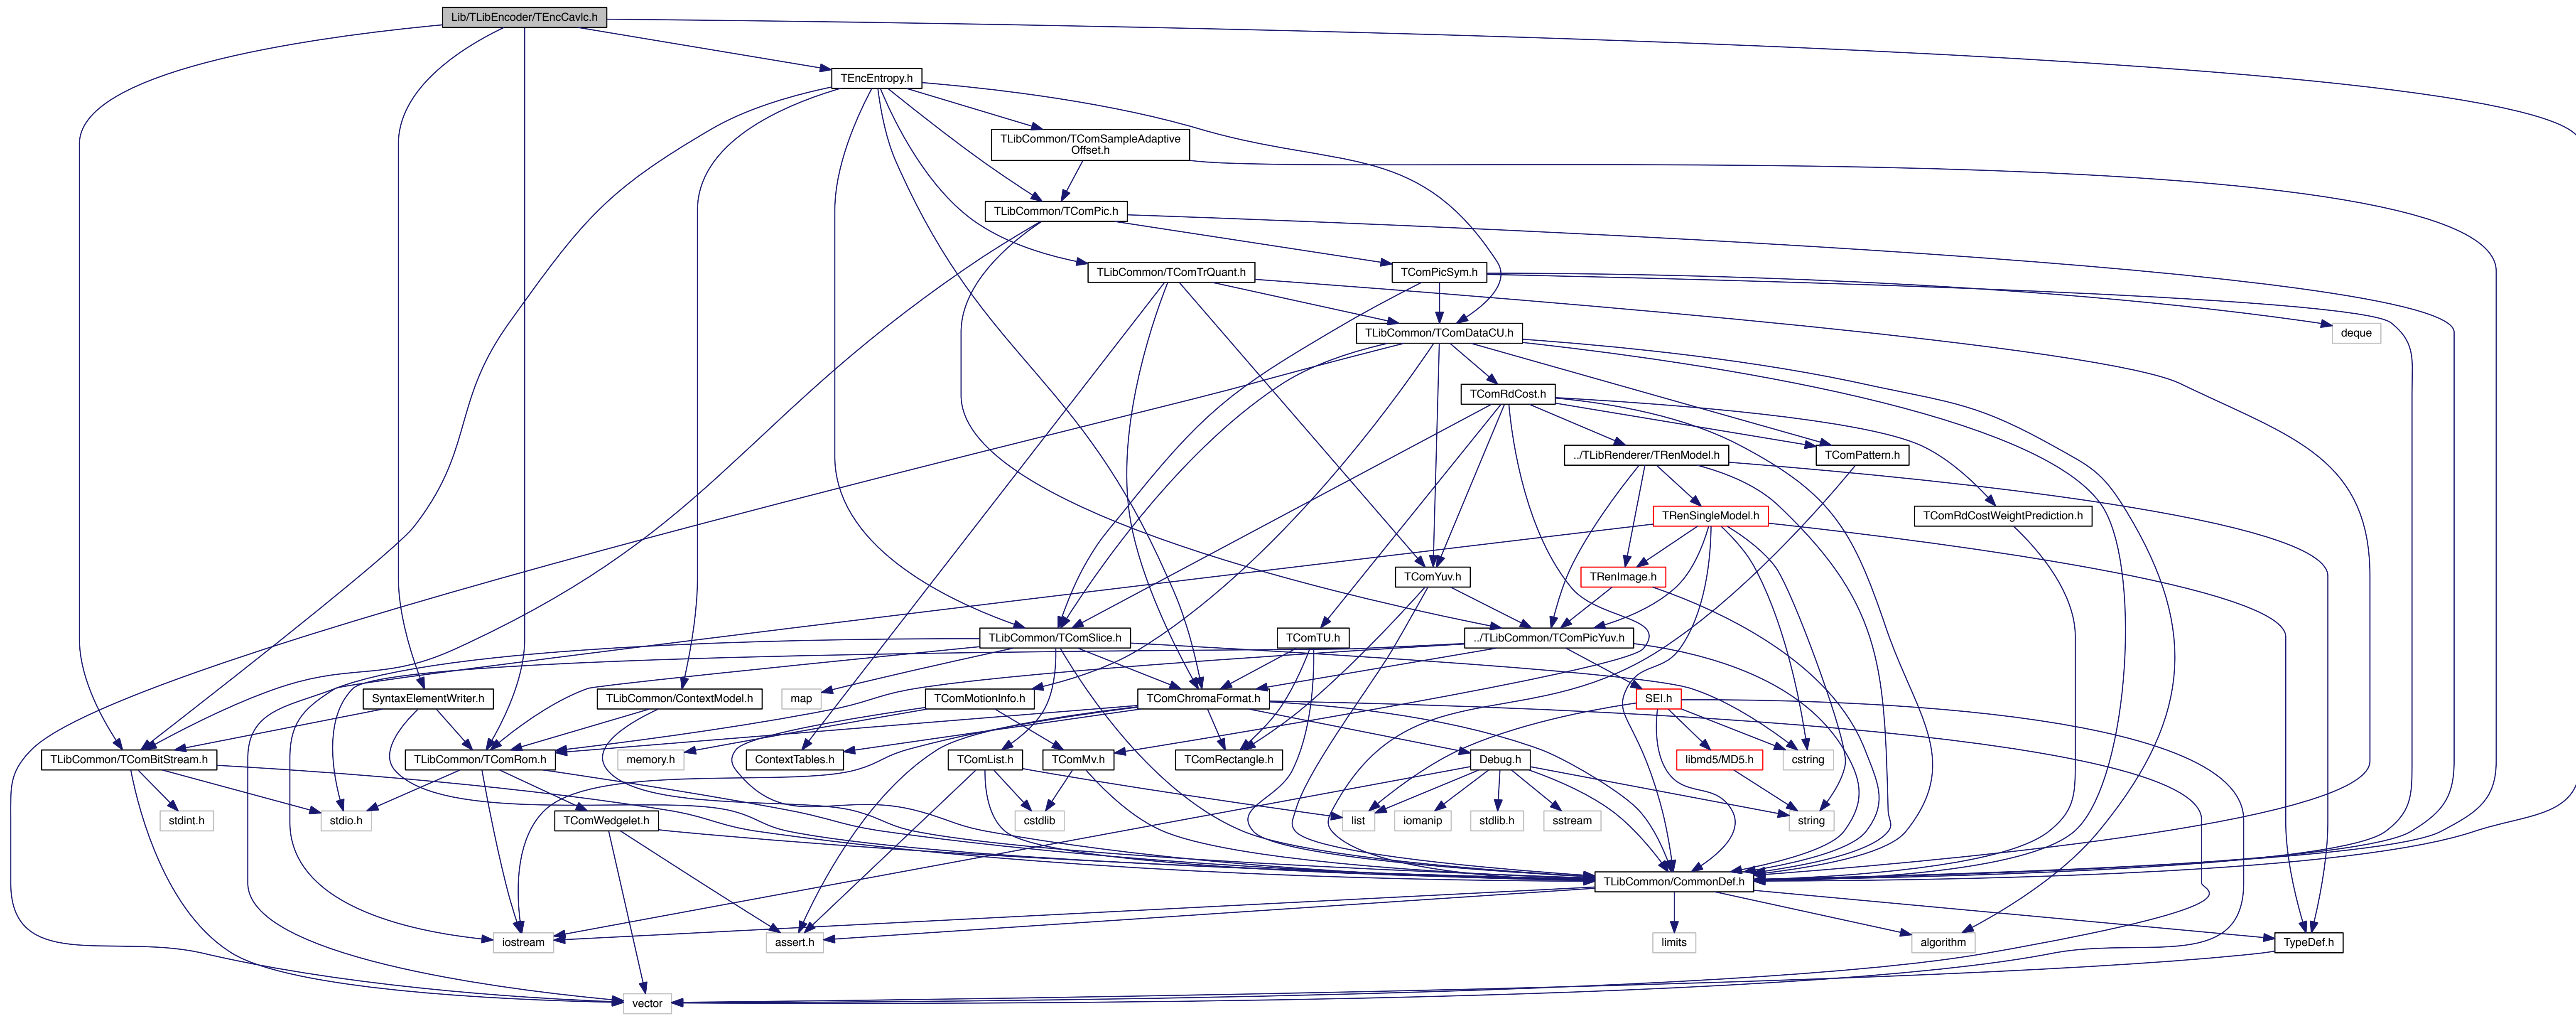 Lib/TLibEncoder/TEncCavlc.h
TEncEntropy.h
TLibCommon/TComSampleAdaptive
Offset.h
TLibCommon/TComPic.h
TLibCommon/TComTrQuant.h
TComPicSym.h
TLibCommon/TComDataCU.h
deque
TComRdCost.h
../TLibRenderer/TRenModel.h
TComPattern.h
TRenSingleModel.h
TComRdCostWeightPrediction.h
TComYuv.h
TRenImage.h
TLibCommon/TComSlice.h
TComTU.h
../TLibCommon/TComPicYuv.h
SyntaxElementWriter.h
TLibCommon/ContextModel.h
map
TComMotionInfo.h
TComChromaFormat.h
SEI.h
TLibCommon/TComBitStream.h
TLibCommon/TComRom.h
memory.h
ContextTables.h
TComList.h
TComMv.h
TComRectangle.h
Debug.h
libmd5/MD5.h
cstring
stdint.h
stdio.h
TComWedgelet.h
cstdlib
list
iomanip
stdlib.h
sstream
string
TLibCommon/CommonDef.h
iostream
assert.h
limits
algorithm
TypeDef.h
vector